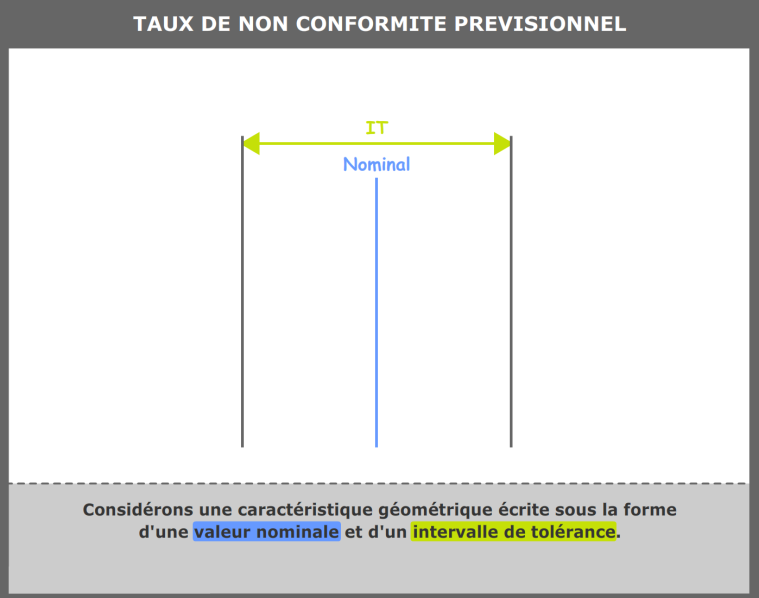 TAUX DE NON CONFORMITE PREVISIONNEL
IT
Nominal
Considérons une caractéristique géométrique écrite sous la forme
d'une valeur nominale et d'un intervalle de tolérance.